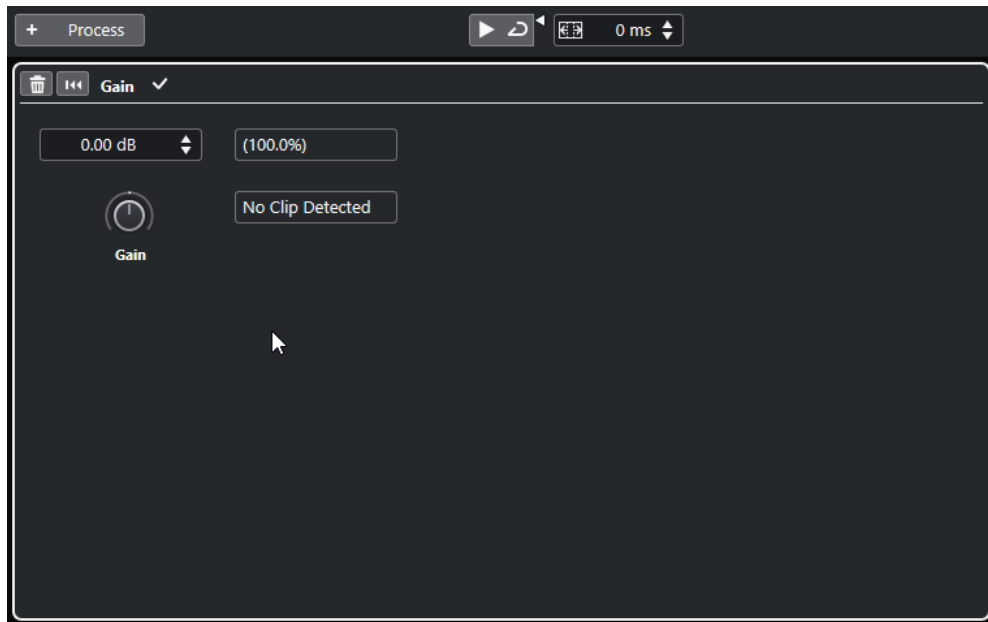 + Process
0 ms
Gain
0.00 dB
(100.0%)
No Clip Detected
Gain